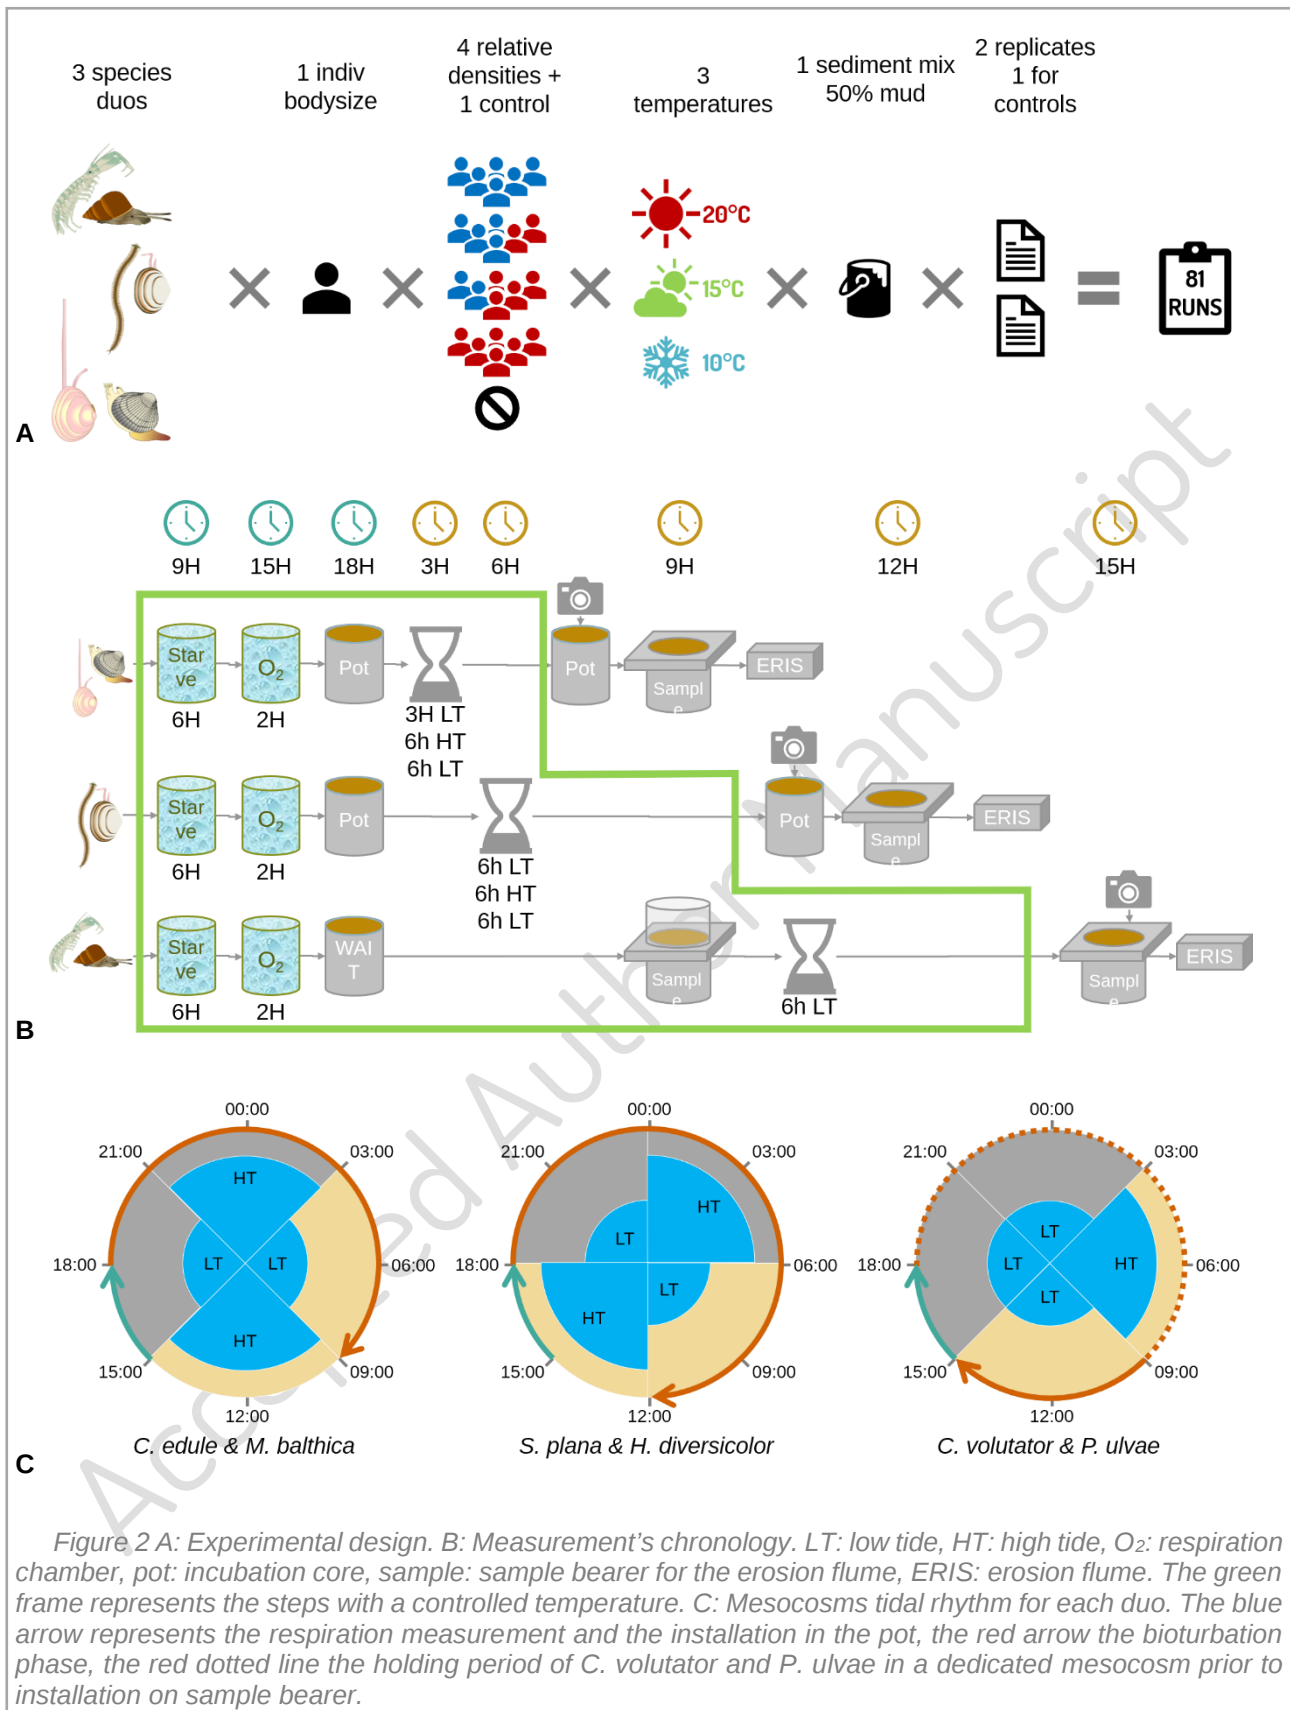 3 species
duos
1 indiv
bodysize
4 relative
densities +
1 control
3
temperatures
1 sediment mix
50% mud
2 replicates
1 for
controls
20°C
15°C
10°C
81
RUNS
A
9H
15H
18H
3H
6H
9H
12H
15H
Star
ve
O₂
Pot
Pot
Sampl
e
ERIS
6H
2H
3H LT
6h HT
6h LT
Star
ve
O₂
Pot
Pot
Sampl
e
ERIS
6H
2H
6h LT
6h HT
6h LT
Star
ve
O₂
WAI
T
Sampl
e
Sampl
e
ERIS
6H
2H
6h LT
B
00:00
03:00
06:00
09:00
12:00
15:00
18:00
21:00
HT
LT
LT
HT
C. edule & M. balthica
00:00
03:00
06:00
09:00
12:00
15:00
18:00
21:00
HT
LT
LT
HT
S. plana & H. diversicolor
00:00
03:00
06:00
09:00
12:00
15:00
18:00
21:00
LT
LT
HT
LT
C. volutator & P. ulvae
C
Accepted Author Manuscript
Figure 2 A: Experimental design. B: Measurement's chronology. LT: low tide, HT: high tide, O₂: respiration
chamber, pot: incubation core, sample: sample bearer for the erosion flume, ERIS: erosion flume. The green
frame represents the steps with a controlled temperature. C: Mesocosms tidal rhythm for each duo. The blue
arrow represents the respiration measurement and the installation in the pot, the red arrow the bioturbation
phase, the red dotted line the holding period of C. volutator and P. ulvae in a dedicated mesocosm prior to
installation on sample bearer.